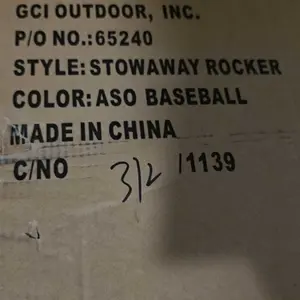 GCI OUTDOOR, INC.
P/O NO.:65240
STYLE: STOWAWAY ROCKER
COLOR: ASO BASEBALL
MADE IN CHINA
C/NO 312 /1139